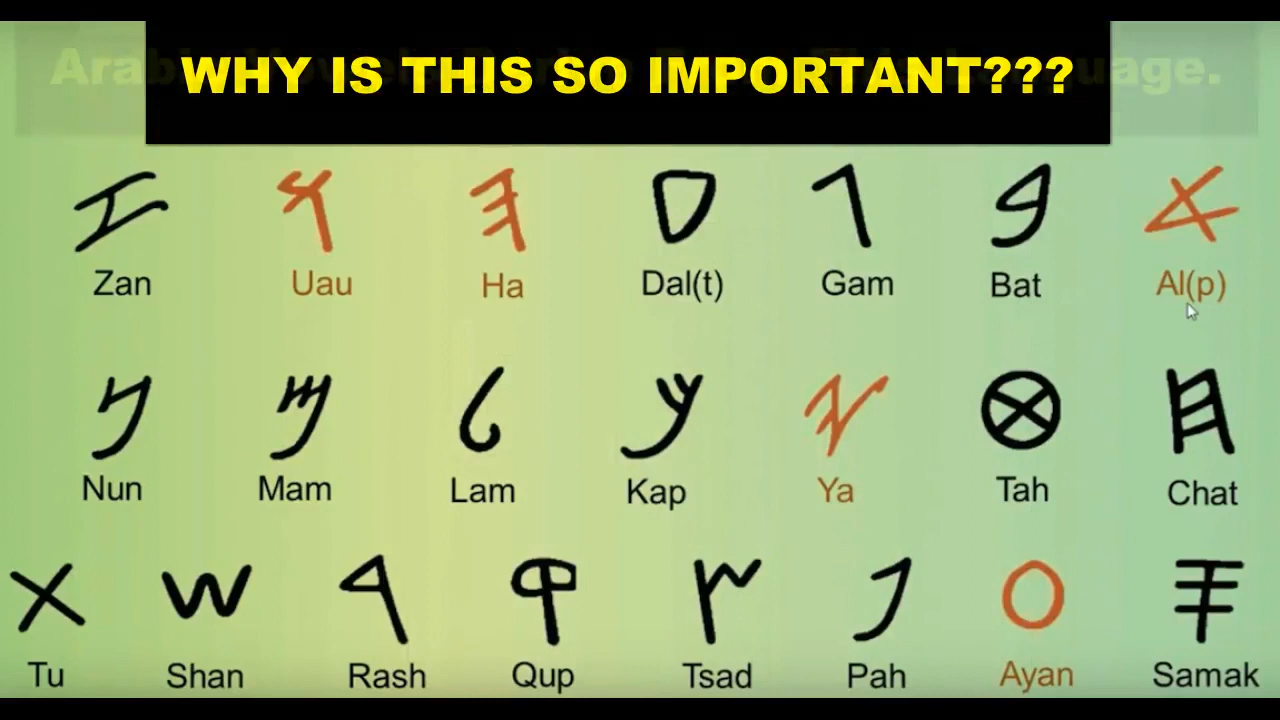 WHY IS THIS SO IMPORTANT???
𐤀 𐤁 𐤂 𐤃 𐤄 𐤅 𐤆
Zan Uau Ha Dal(t) Gam Bat Al(p)
𐤇 𐤈 𐤉 𐤊 𐤋 𐤌 𐤍
Nun Mam Lam Kap Ya Tah Chat
𐤎 𐤏 𐤐 𐤑 𐤒 𐤓 𐤔 𐤕
Tu Shan Rash Qup Tsad Pah Ayan Samak